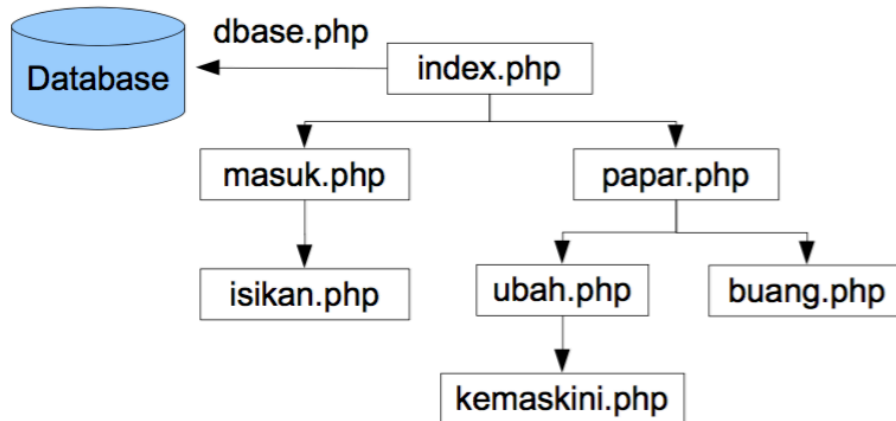 dbase.php
Database
index.php
masuk.php
papar.php
isikan.php
ubah.php
buang.php
kemaskini.php